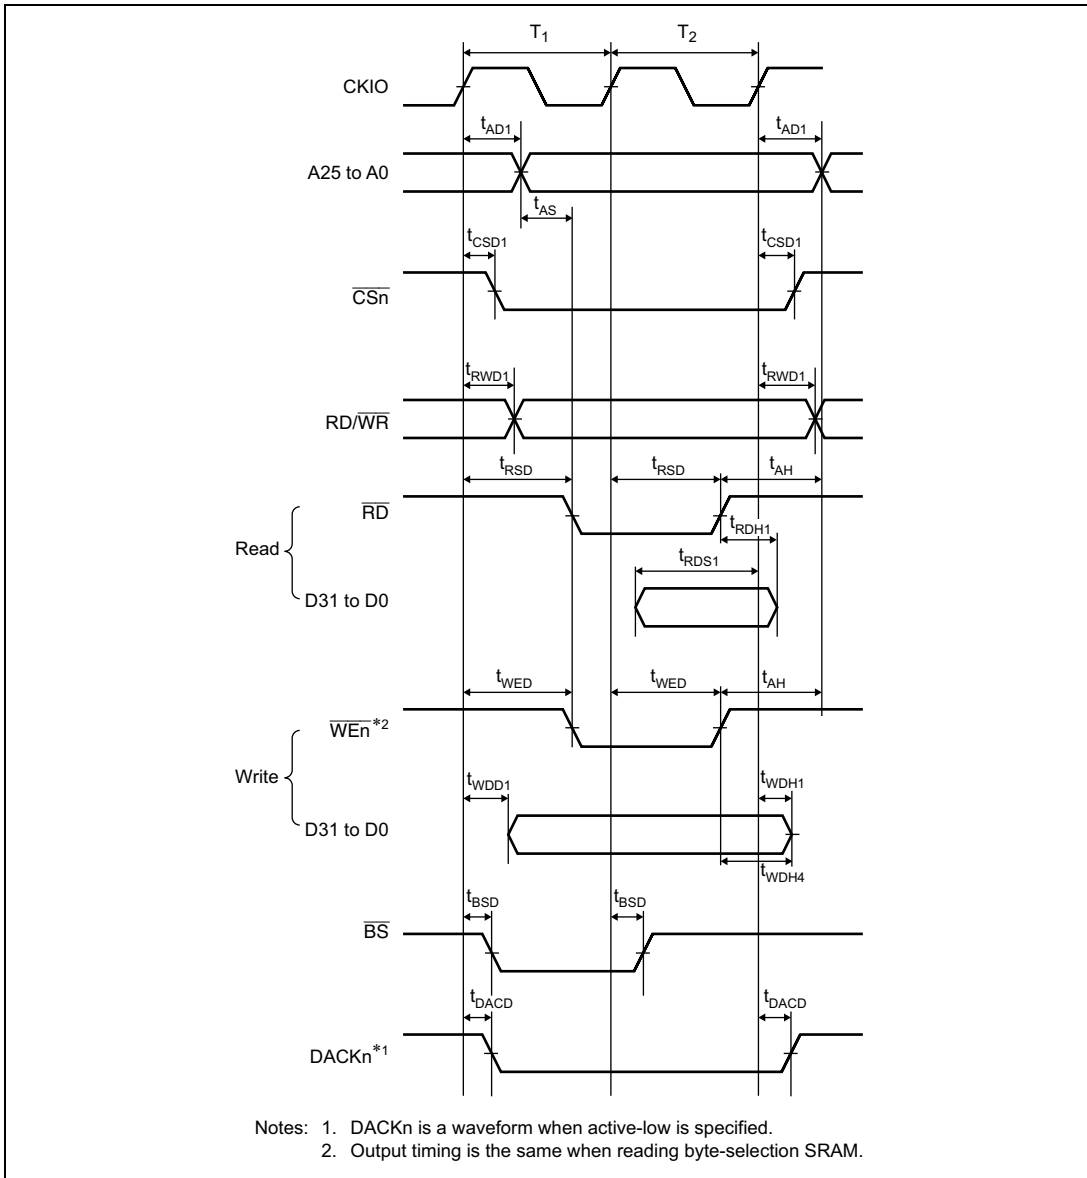 T1 T2
CKIO
tAD1 tAD1
A25 to A0
tAS
tCSD1 tCSD1
CSn
tRWD1 tRWD1
RD/WR
tRSD tRSD tAH
RD
tRDH1
Read
tRDS1
D31 to D0
tWED tWED tAH
WEn*2
Write
tWDD1 tWDH1
D31 to D0
tWDH4
tBSD tBSD
BS
tDACD tDACD
DACKn*1
Notes: 1. DACKn is a waveform when active-low is specified.
2. Output timing is the same when reading byte-selection SRAM.